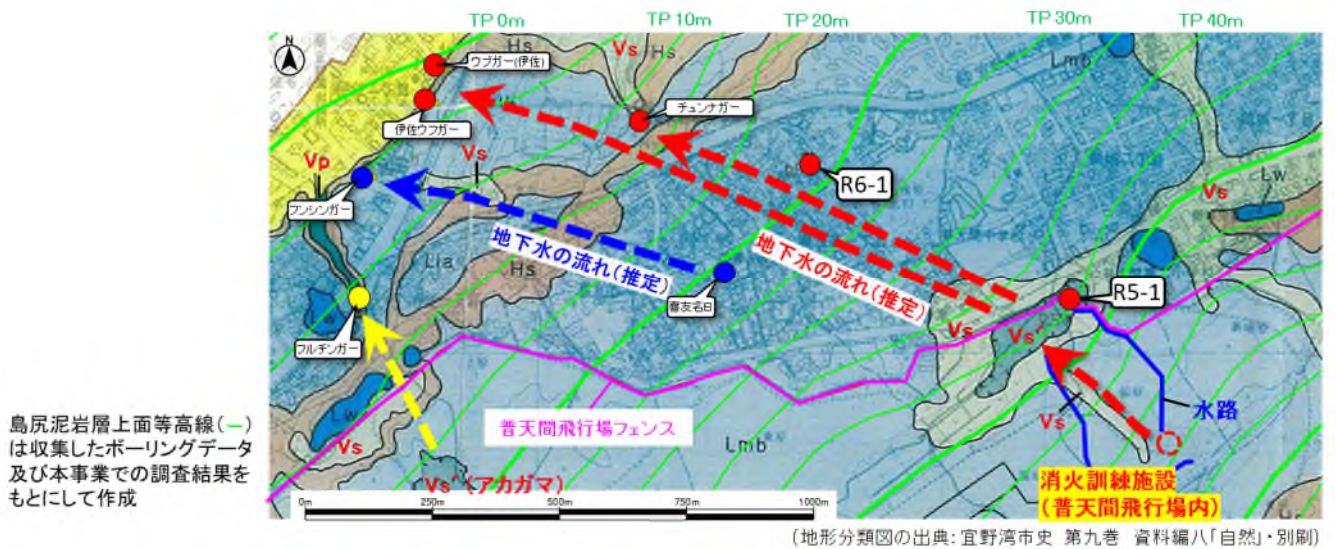 TP 0m
TP 10m
TP 20m
TP 30m
TP 40m
N
Hs
Vs
Hs
Lmb
ウフガー(伊佐)
チュンナガー
伊佐ウフガー
R6-1
Vp
Vs
Vs
Lw
フンシンガー
地下水の流れ(推定)
地下水の流れ(推定)
Lia
Hs
喜友名B
R5-1
Vs
Vs'
フルチンガー
Lw
Vs
普天間飛行場フェンス
Lmb
Vs
水路
島尻泥岩層上面等高線(ー)
は収集したボーリングデータ
及び本事業での調査結果を
もとにして作成
Vs^(アカガマ)
消火訓練施設
(普天間飛行場内)
0m
250m
500m
750m
1000m
(地形分類図の出典:宜野湾市史 第九巻 資料編八「自然」・別刷)